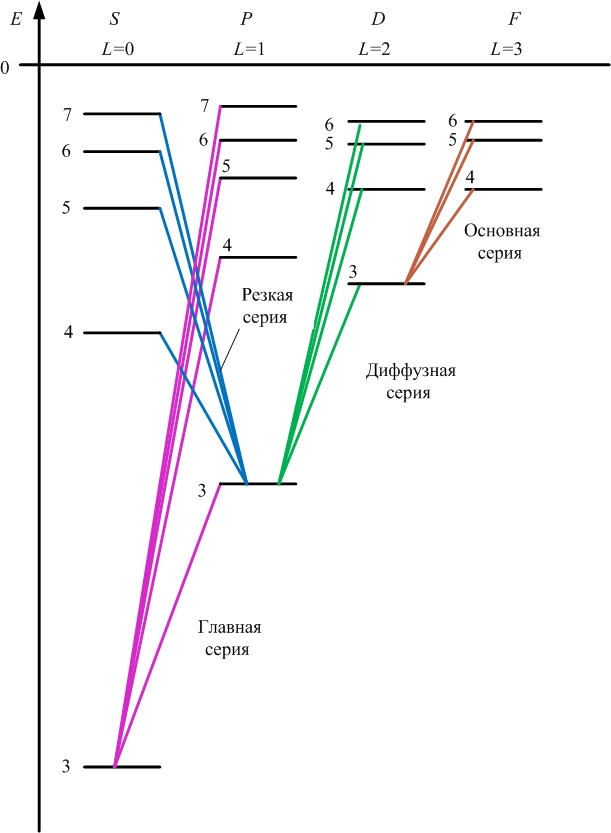 E S P D F
L=0 L=1 L=2 L=3
0
7 7
6 6
6 6 5 5
5 5
4 4
4
3
4
3
3
Основная
серия
Резкая
серия
Диффузная
серия
Главная
серия